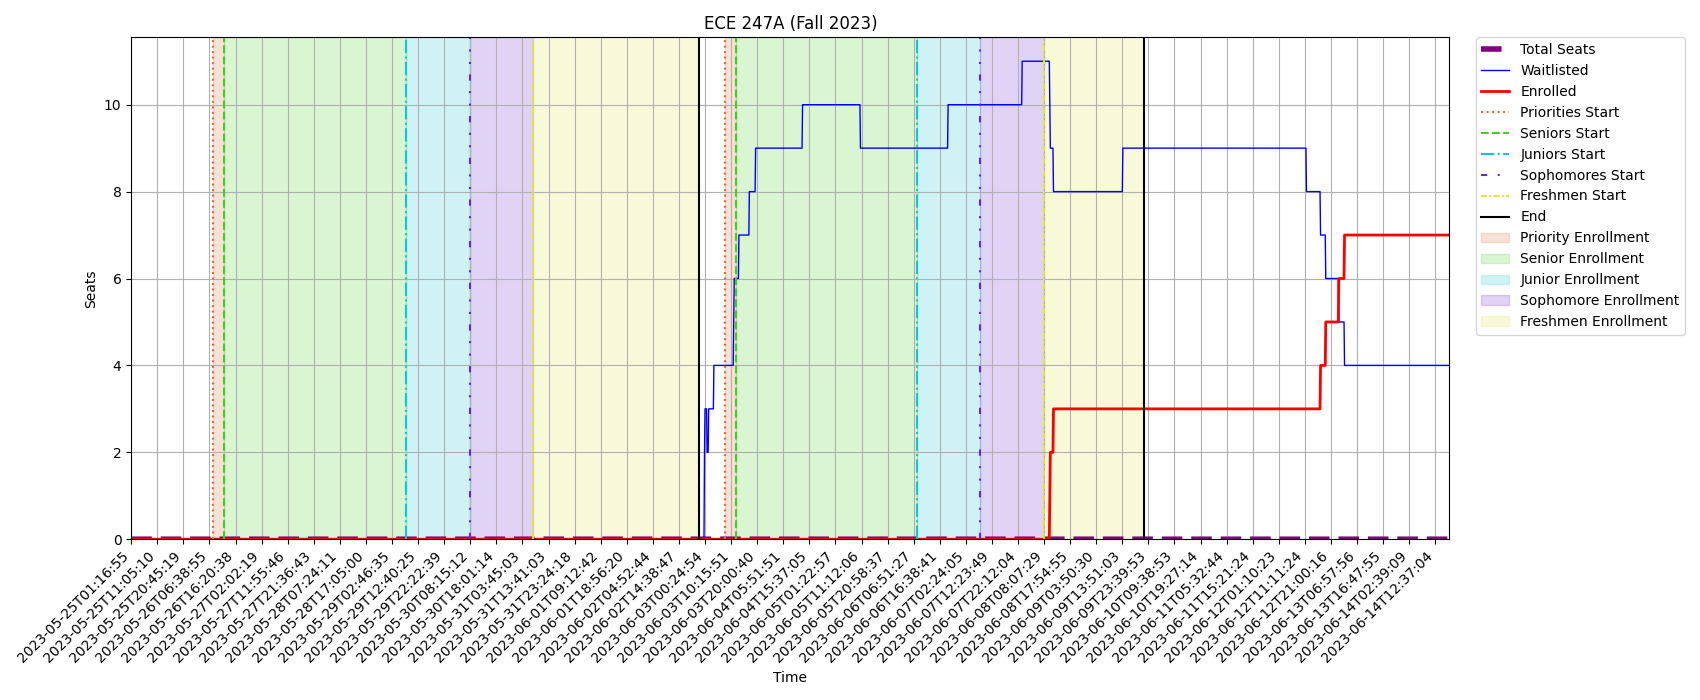 ECE 247A (Fall 2023)
Seats
10
8
6
4
2
0
2023-05-25T01:16:55
2023-05-25T11:05:10
2023-05-25T20:45:19
2023-05-26T06:38:55
2023-05-26T16:20:38
2023-05-27T02:02:19
2023-05-27T11:55:46
2023-05-27T21:36:43
2023-05-28T07:24:11
2023-05-28T17:05:00
2023-05-29T02:46:35
2023-05-29T12:40:25
2023-05-29T22:22:39
2023-05-30T08:15:12
2023-05-30T18:01:14
2023-05-31T03:45:03
2023-05-31T13:41:03
2023-05-31T23:24:18
2023-06-01T09:12:42
2023-06-01T18:56:20
2023-06-02T04:52:44
2023-06-02T14:38:47
2023-06-03T00:24:54
2023-06-03T10:15:51
2023-06-03T20:00:40
2023-06-04T05:51:51
2023-06-04T15:37:05
2023-06-05T01:22:57
2023-06-05T11:12:06
2023-06-05T20:58:37
2023-06-06T06:51:27
2023-06-06T16:38:41
2023-06-07T02:24:05
2023-06-07T12:23:49
2023-06-07T22:12:04
2023-06-08T08:07:29
2023-06-08T17:54:55
2023-06-09T03:50:30
2023-06-09T13:51:03
2023-06-09T23:39:53
2023-06-10T09:38:53
2023-06-10T19:27:14
2023-06-11T05:32:44
2023-06-11T15:21:24
2023-06-12T01:10:23
2023-06-12T11:11:24
2023-06-12T21:00:16
2023-06-13T06:57:56
2023-06-13T16:47:55
2023-06-14T02:39:09
2023-06-14T12:37:04
Time
Total Seats
Waitlisted
Enrolled
Priorities Start
Seniors Start
Juniors Start
Sophomores Start
Freshmen Start
End
Priority Enrollment
Senior Enrollment
Junior Enrollment
Sophomore Enrollment
Freshmen Enrollment